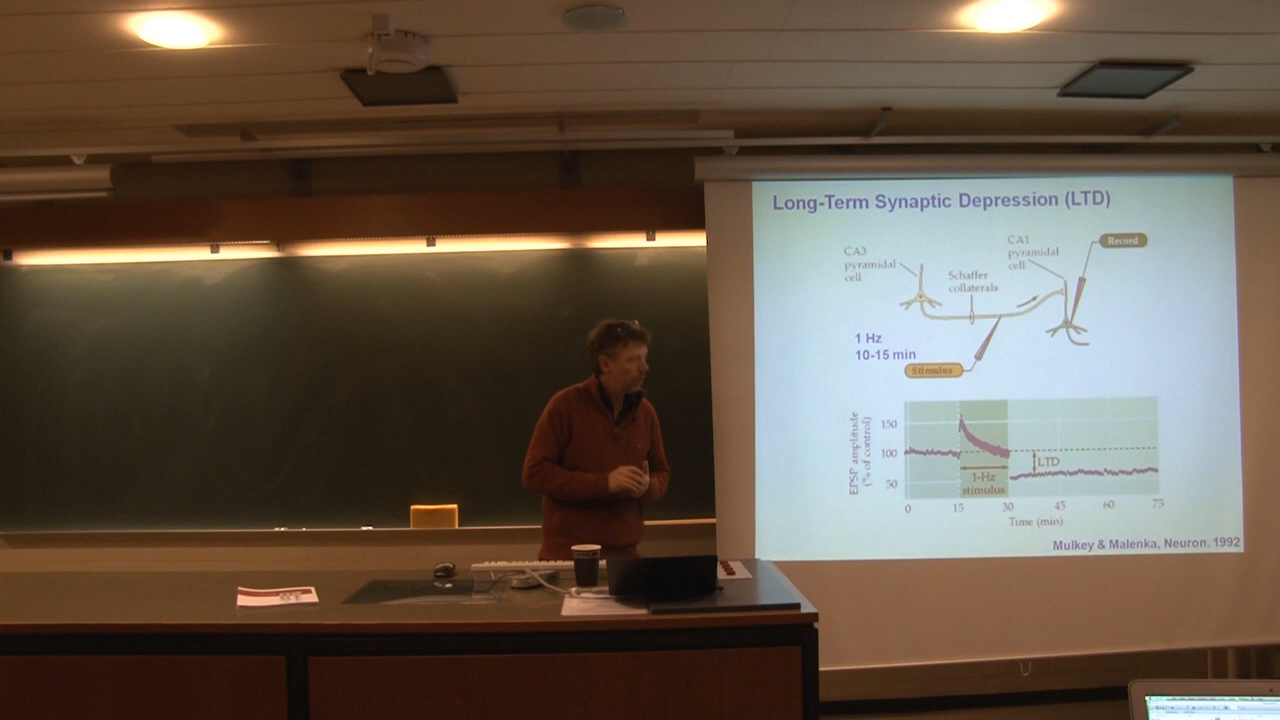 Long-Term Synaptic Depression (LTD)
CA3
pyramidal
cell
Schaffer
collaterals
CA1
pyramidal
cell
Record
1 Hz
10-15 min
Stimulus
EPSP amplitude
(% of control)
150
100
50
LTD
1-Hz
stimulus
0 15 30 45 60 75
Time (min)
Mulkey & Malenka, Neuron. 1992